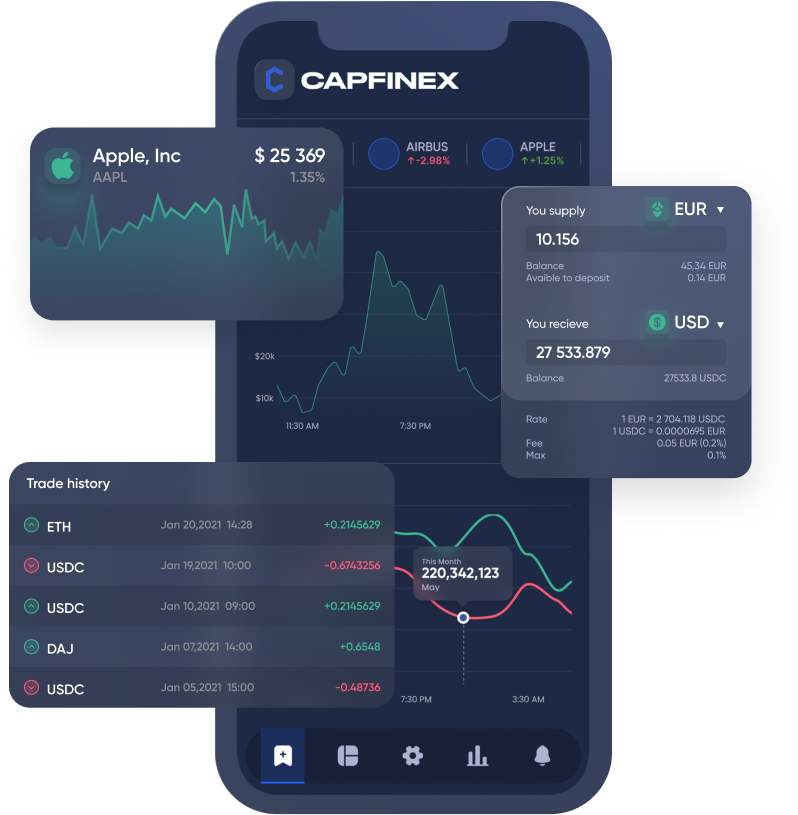 CAPFINEX
Apple, Inc
$ 25 369
AAPL
1.35%
AIRBUS
↑-2.98%
APPLE
↑+1.25%
You supply
EUR ▼
10.156
Balance
45.34 EUR
Avaible to deposit
0.14 EUR
You recieve
$
USD ▼
27 533.879
Balance
27533.8 USDC
Rate
1 EUR = 2 704.118 USDC
1 USDC = 0.0000695 EUR
Fee
0.05 EUR (0.2%)
Max
0.1%
$20k
$10k
11:30 AM
7:30 PM
Trade history
ETH
Jan 20,2021 14:28
+0.2145629
USDC
Jan 19,2021 10:00
-0.6743256
USDC
Jan 10,2021 09:00
+0.2145629
DAJ
Jan 07,2021 14:00
+0.6548
USDC
Jan 05,2021 15:00
-0.48736
This Month
220,342,123
May
7:30 PM
3:30 AM